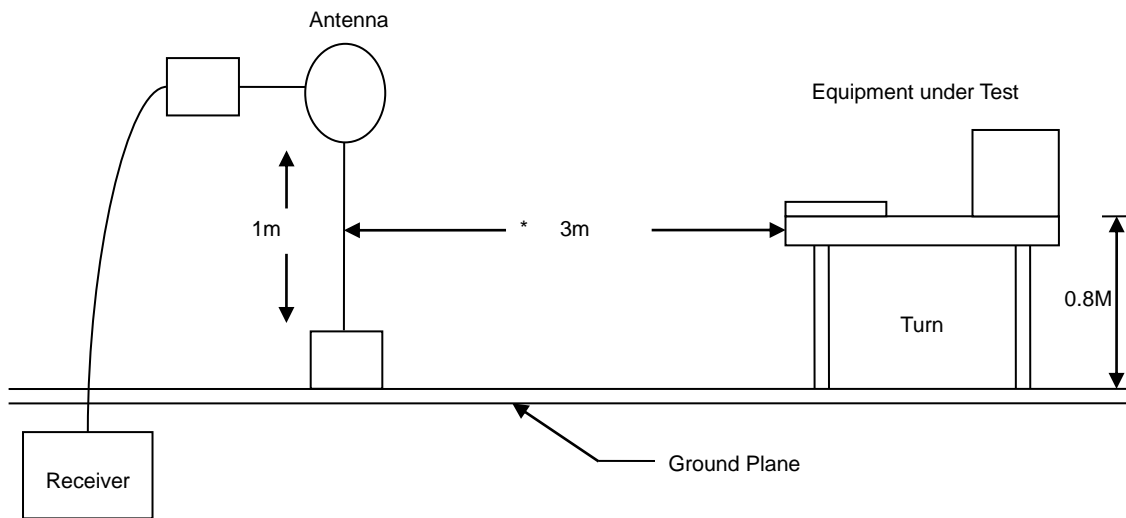 Antenna
Equipment under Test
1m
* 3m
0.8M
Turn
Ground Plane
Receiver